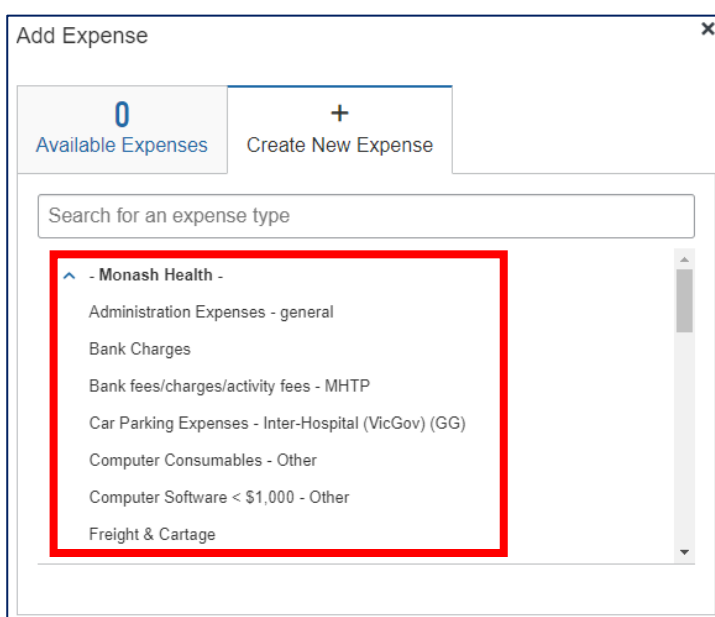 Add Expense
×
0
Available Expenses
+
Create New Expense
Search for an expense type
- Monash Health -
Administration Expenses - general
Bank Charges
Bank fees/charges/activity fees - MHTP
Car Parking Expenses - Inter-Hospital (VicGov) (GG)
Computer Consumables - Other
Computer Software < $1,000 - Other
Freight & Cartage